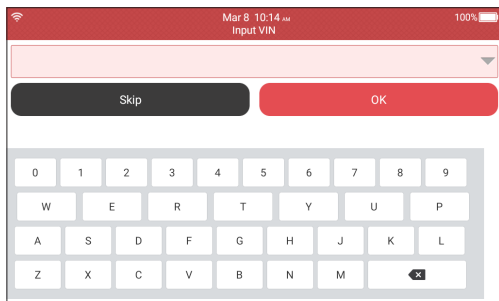 Mar 8 10:14 AM
100%
Input VIN
Skip
OK
0 1 2 3 4 5 6 7 8 9
W E R T Y U P
A S D F G H J K L
Z X C V B N M